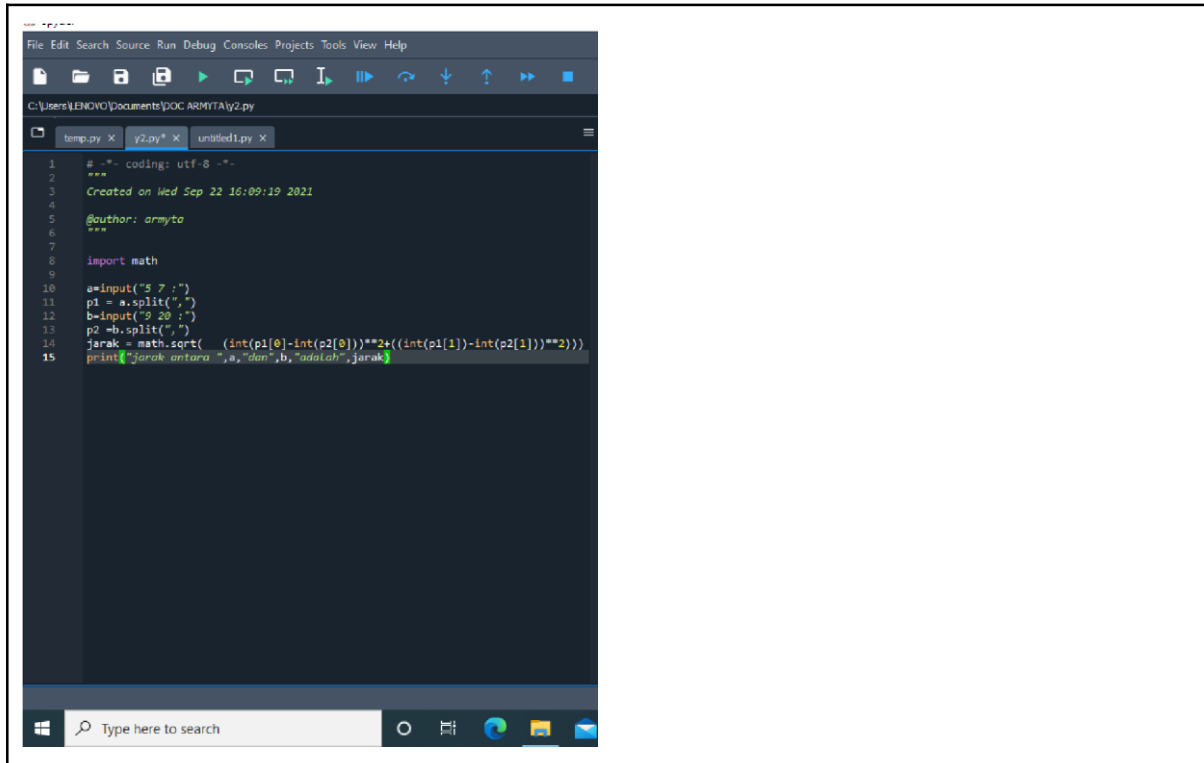 File Edit Search Source Run Debug Consoles Projects Tools View Help
C:\Users\LENOVO\Documents\DOC ARMYTA\y2.py
temp.py × y2.py* × untitled1.py ×
1 # -*- coding: utf-8 -*-
2 """
3 Created on Wed Sep 22 16:09:19 2021
4
5 @author: armyta
6 """
7
8 import math
9
10 a=input("5 7 :")
11 p1 = a.split(",")
12 b=input("9 20 :")
13 p2 =b.split(",")
14 jarak = math.sqrt(   (int(p1[0]-int(p2[0]))**2+((int(p1[1])-int(p2[1]))**2)))
15 print("jarak antara ",a,"dan",b,"adalah",jarak)
Type here to search